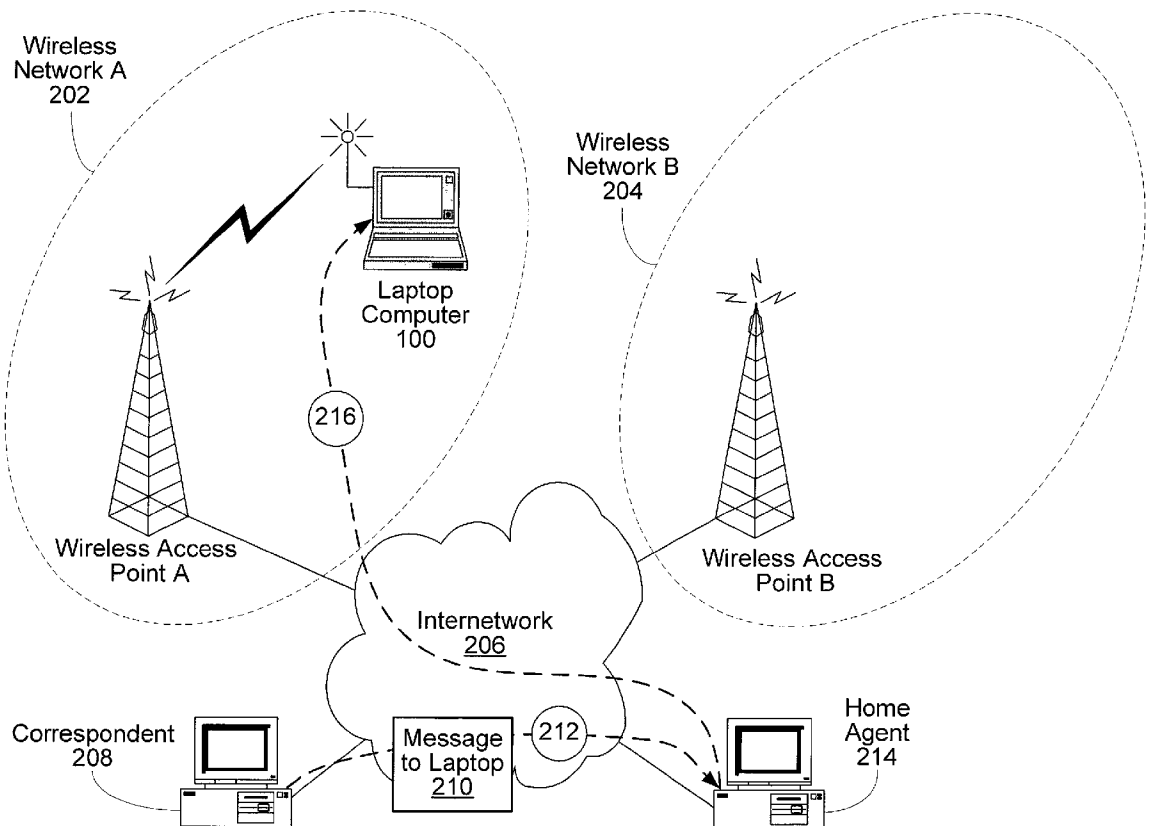 Wireless
Network A
202
Wireless
Network B
204
Laptop
Computer
100
216
Wireless Access
Point A
Wireless Access
Point B
Internetwork
206
Correspondent
208
Message
to Laptop
210
212
Home
Agent
214